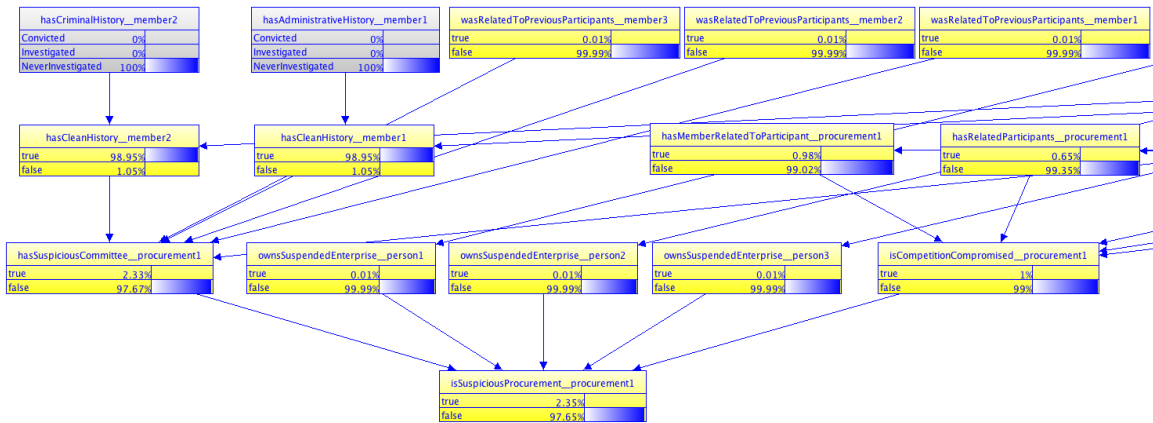 hasCriminalHistory__member2
Convicted 0%
Investigated 0%
NeverInvestigated 100%
hasAdministrativeHistory__member1
Convicted 0%
Investigated 0%
NeverInvestigated 100%
wasRelatedToPreviousParticipants__member3
true 0.01%
false 99.99%
wasRelatedToPreviousParticipants__member2
true 0.01%
false 99.99%
wasRelatedToPreviousParticipants__member1
true 0.01%
false 99.99%
hasCleanHistory__member2
true 98.95%
false 1.05%
hasCleanHistory__member1
true 98.95%
false 1.05%
hasMemberRelatedToParticipant__procurement1
true 0.98%
false 99.02%
hasRelatedParticipants__procurement1
true 0.65%
false 99.35%
hasSuspiciousCommittee__procurement1
true 2.33%
false 97.67%
ownsSuspendedEnterprise__person1
true 0.01%
false 99.99%
ownsSuspendedEnterprise__person2
true 0.01%
false 99.99%
ownsSuspendedEnterprise__person3
true 0.01%
false 99.99%
isCompetitionCompromised__procurement1
true 1%
false 99%
isSuspiciousProcurement__procurement1
true 2.35%
false 97.65%